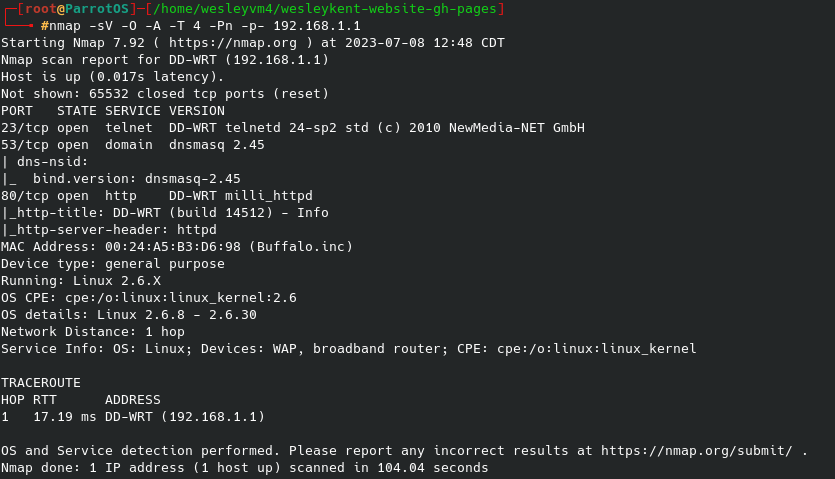 ┌─[root@ParrotOS]─[/home/wesleyvm4/wesleykent-website-gh-pages]
└──╼ #nmap -sV -O -A -T 4 -Pn -p- 192.168.1.1
Starting Nmap 7.92 ( https://nmap.org ) at 2023-07-08 12:48 CDT
Nmap scan report for DD-WRT (192.168.1.1)
Host is up (0.017s latency).
Not shown: 65532 closed tcp ports (reset)
PORT   STATE SERVICE VERSION
23/tcp open  telnet  DD-WRT telnetd 24-sp2 std (c) 2010 NewMedia-NET GmbH
53/tcp open  domain  dnsmasq 2.45
| dns-nsid:
|_  bind.version: dnsmasq-2.45
80/tcp open  http    DD-WRT milli_httpd
|_http-title: DD-WRT (build 14512) - Info
|_http-server-header: httpd
MAC Address: 00:24:A5:B3:D6:98 (Buffalo.inc)
Device type: general purpose
Running: Linux 2.6.X
OS CPE: cpe:/o:linux:linux_kernel:2.6
OS details: Linux 2.6.8 - 2.6.30
Network Distance: 1 hop
Service Info: OS: Linux; Devices: WAP, broadband router; CPE: cpe:/o:linux:linux_kernel

TRACEROUTE
HOP RTT      ADDRESS
1   17.19 ms DD-WRT (192.168.1.1)

OS and Service detection performed. Please report any incorrect results at https://nmap.org/submit/ .
Nmap done: 1 IP address (1 host up) scanned in 104.04 seconds